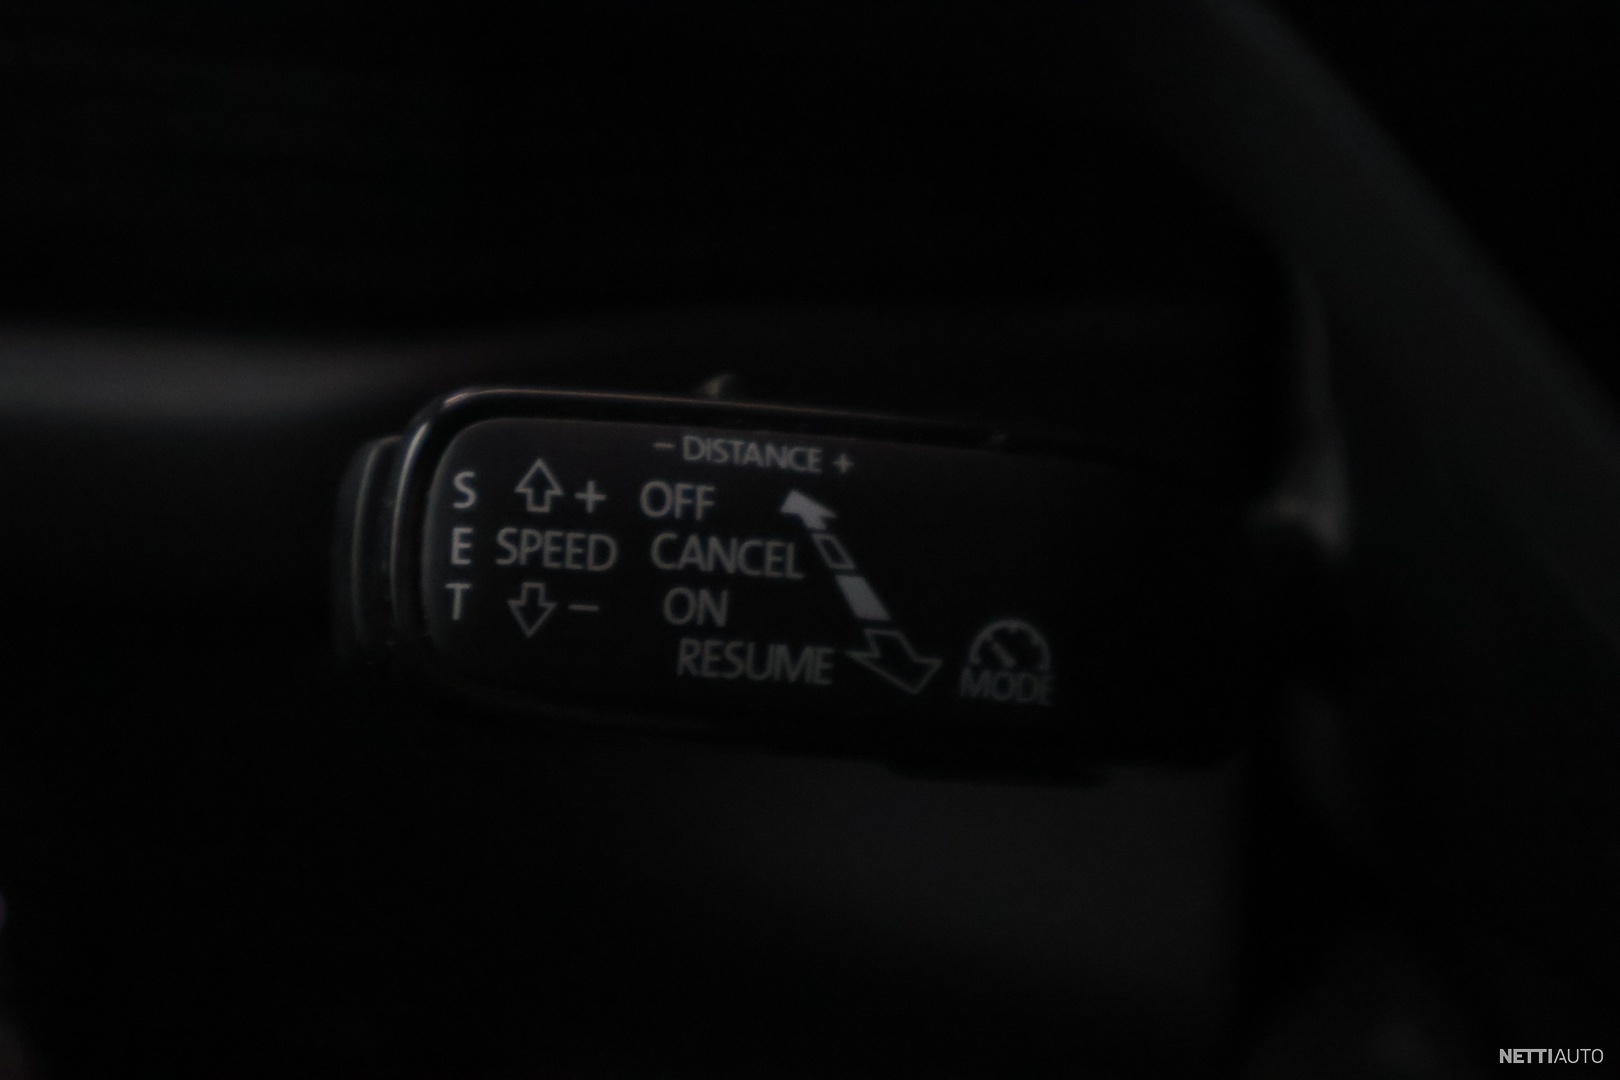 − DISTANCE +
S + OFF
E SPEED CANCEL
T − ON
RESUME
MODE
NETTIAUTO